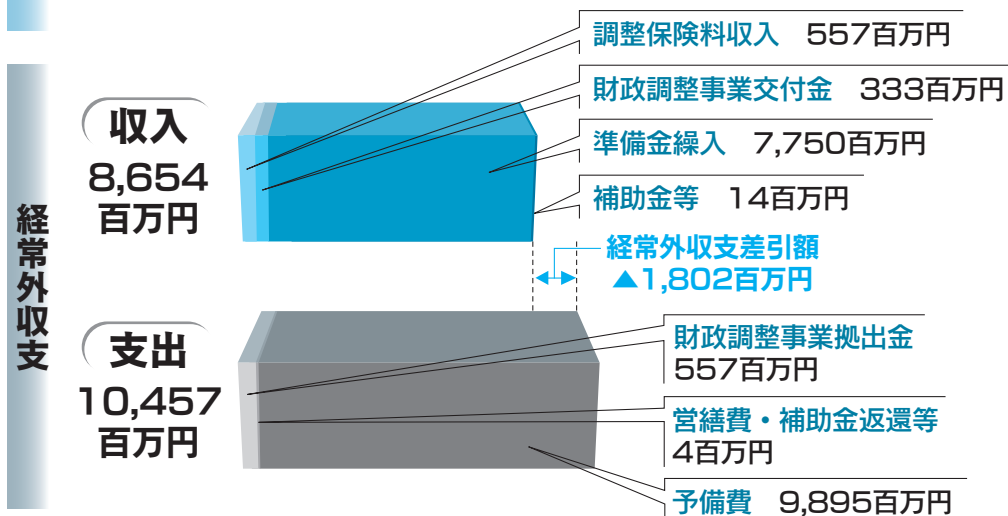 経常外収支
収入
8,654
百万円
調整保険料収入 557百万円
財政調整事業交付金 333百万円
準備金繰入 7,750百万円
補助金等 14百万円
経常外収支差引額
▲1,802百万円
支出
10,457
百万円
財政調整事業拠出金
557百万円
営繕費・補助金返還等
4百万円
予備費 9,895百万円